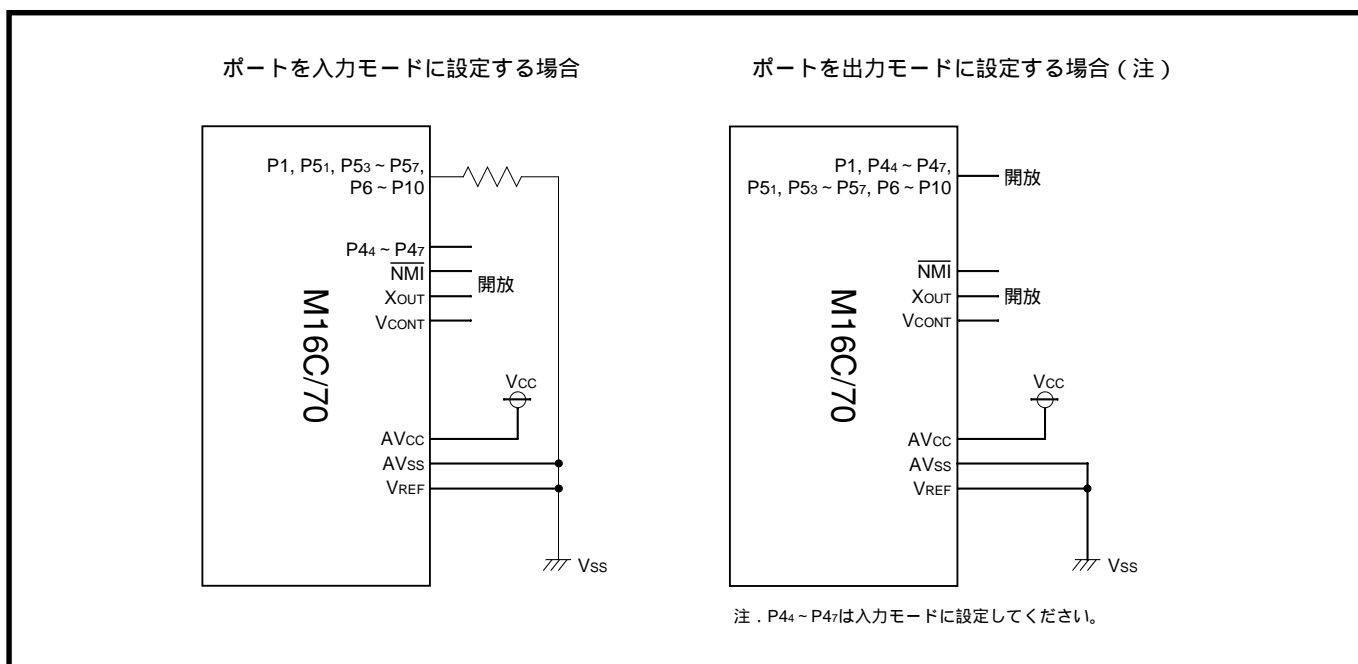 ポートを入力モードに設定する場合
P1, P51, P53 ~ P57,
P6 ~ P10
P44 ~ P47
NMI
XOUT
VCONT
開放
M16C/70
VCC
AVCC
AVSS
VREF
VSS
ポートを出力モードに設定する場合(注)
P1, P44 ~ P47,
P51, P53 ~ P57, P6 ~ P10
開放
NMI
XOUT
VCONT
開放
M16C/70
VCC
AVCC
AVSS
VREF
VSS
注.P44 ~ P47は入力モードに設定してください。